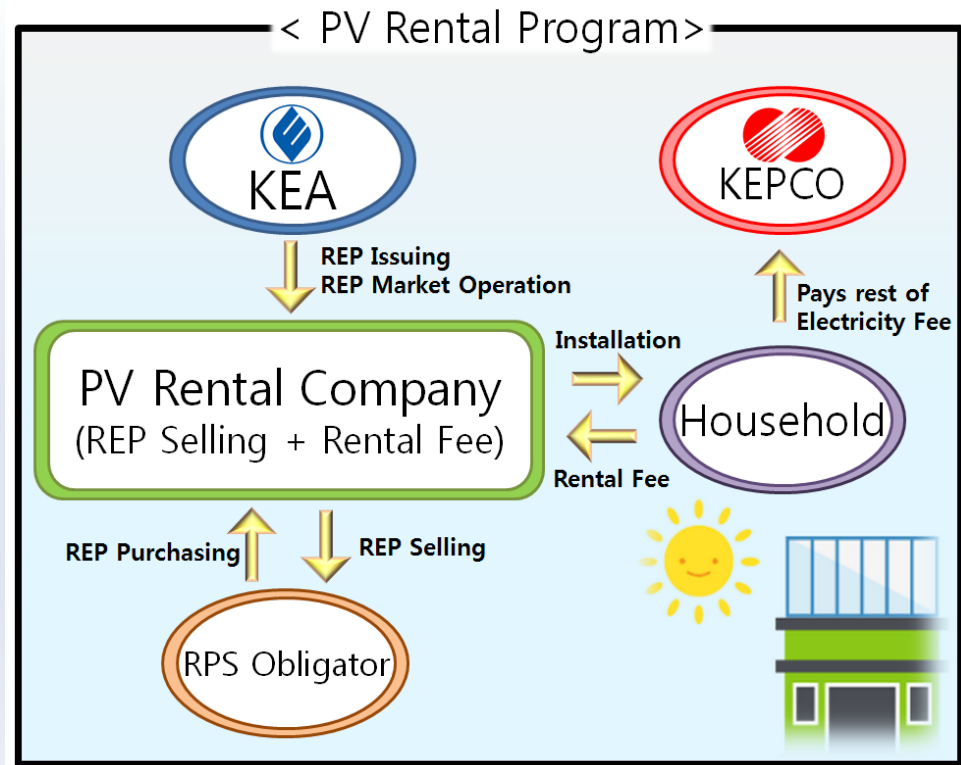 < PV Rental Program>
KEA
KEPCO
REP Issuing
REP Market Operation
Pays rest of
Electricity Fee
Installation
PV Rental Company
(REP Selling + Rental Fee)
Household
Rental Fee
REP Purchasing
REP Selling
RPS Obligator